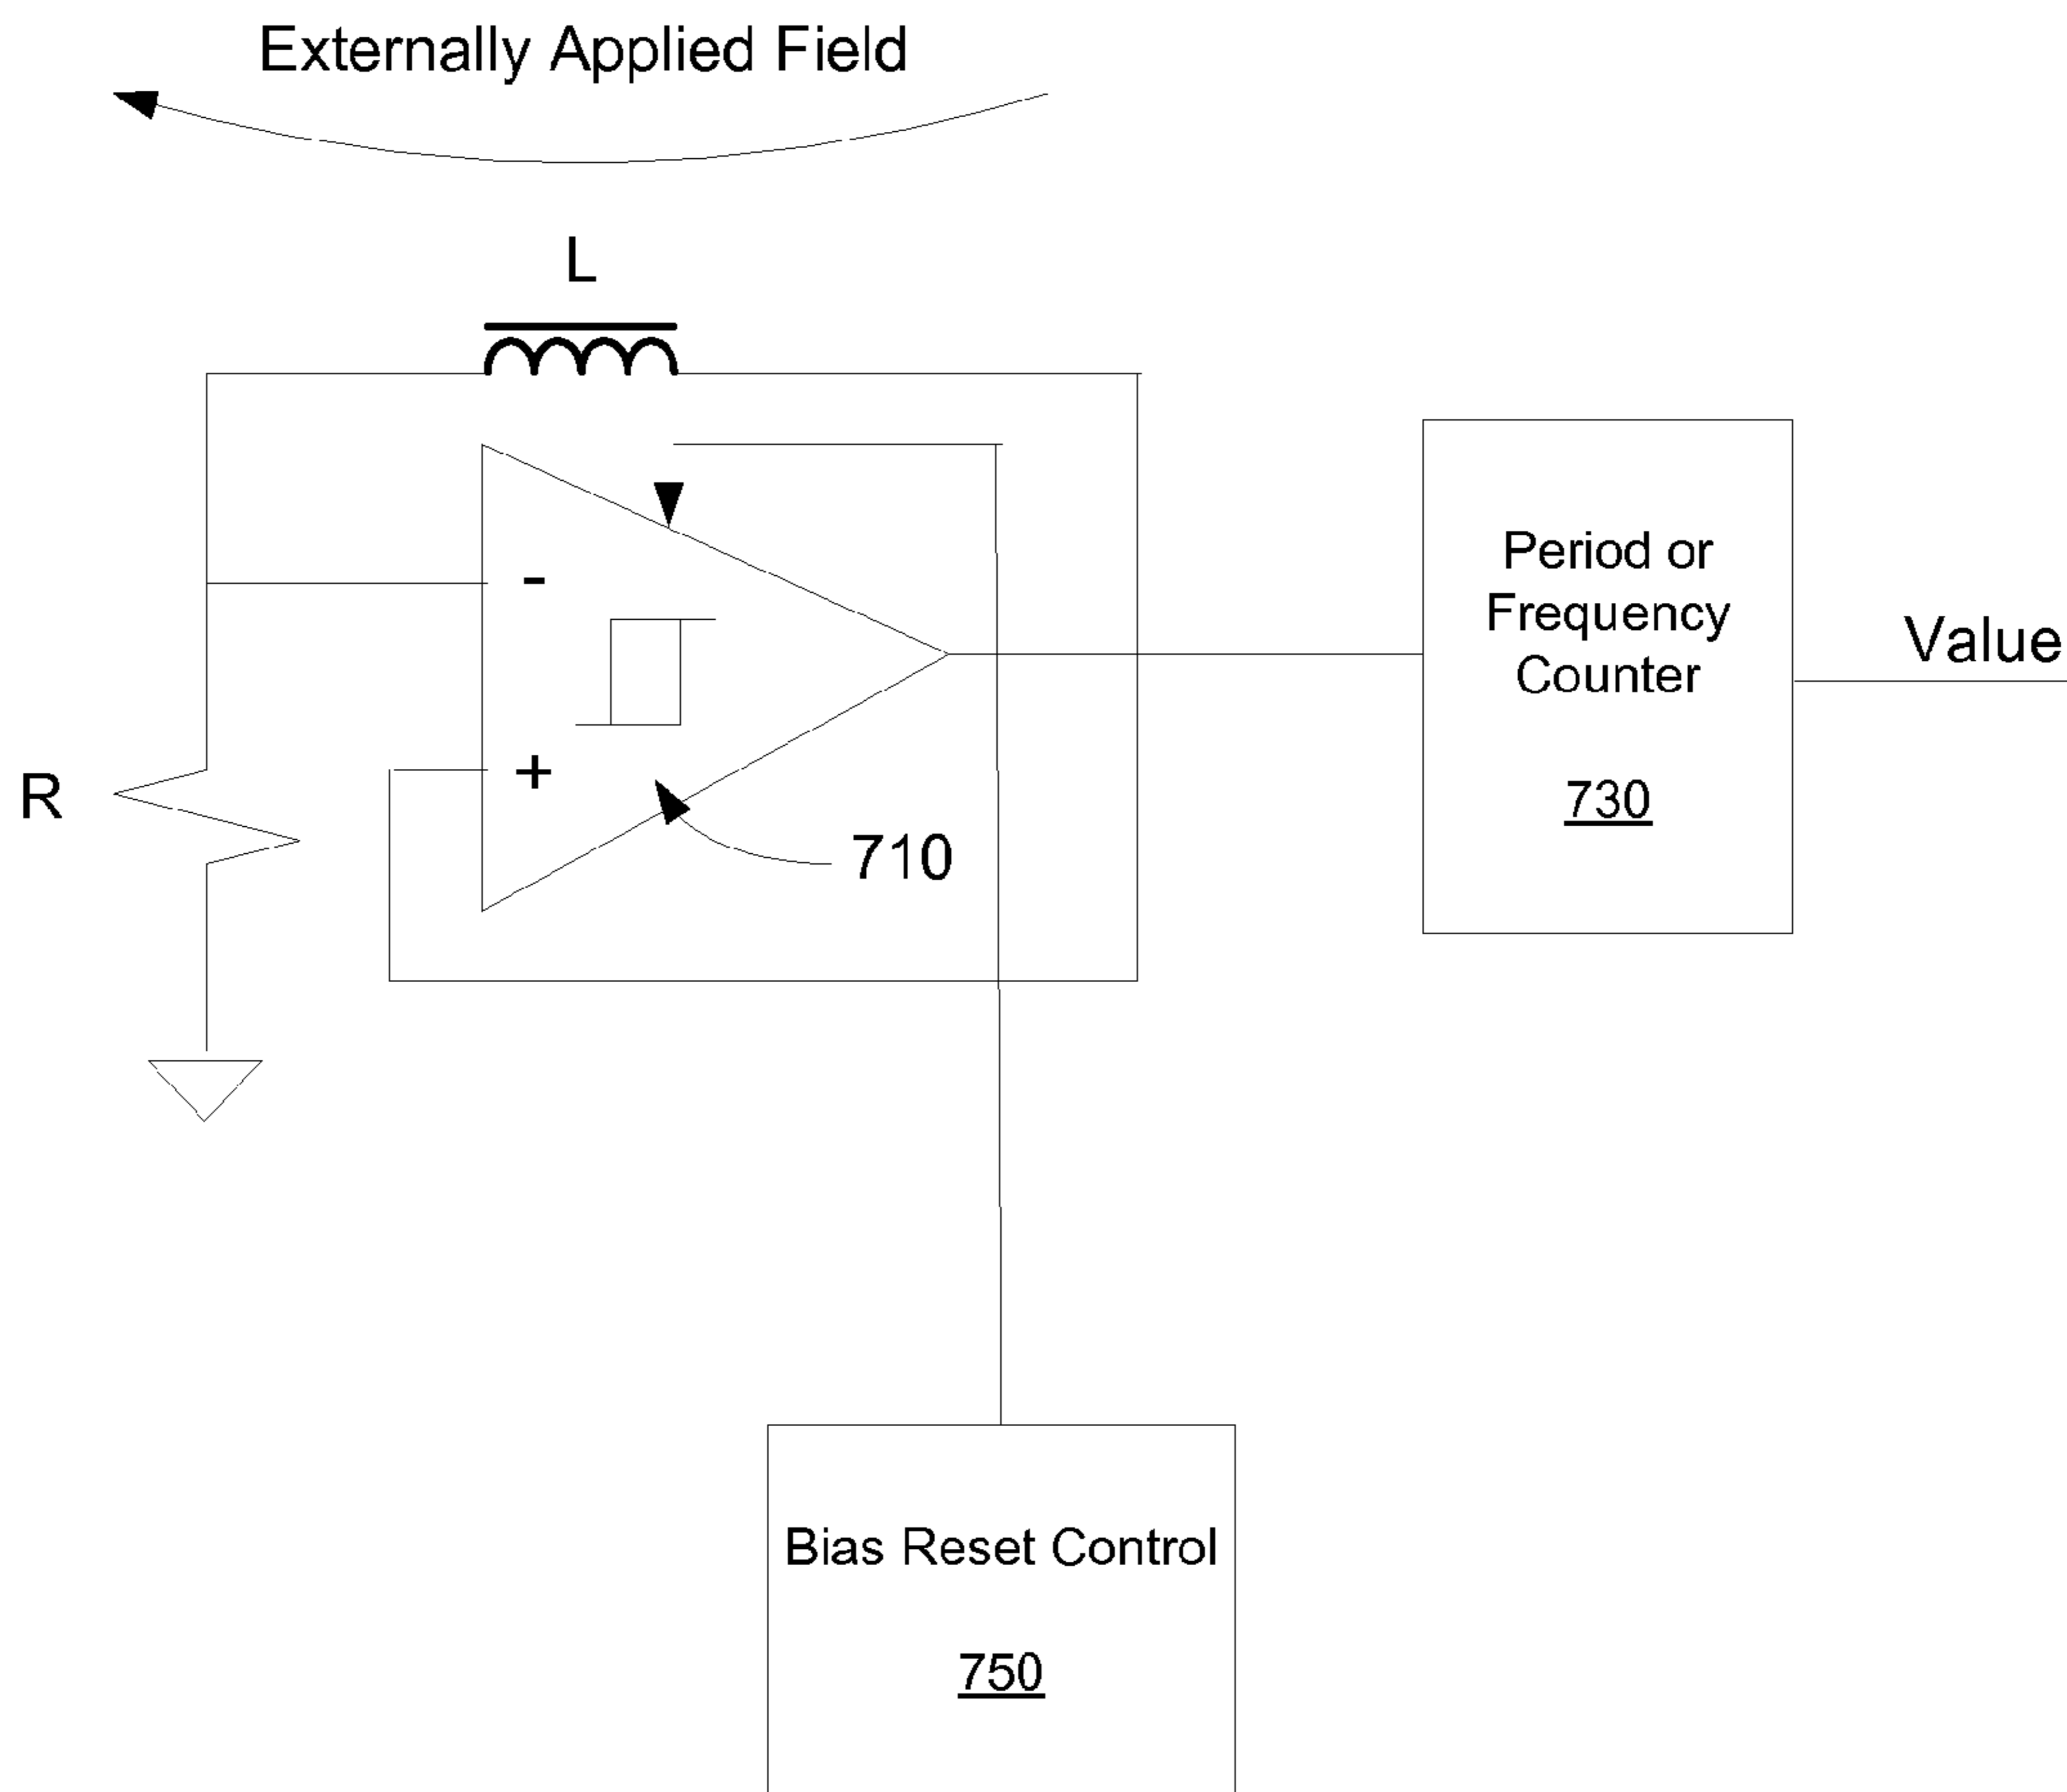 Externally Applied Field
L
-
+
R
710
Period or
Frequency
Counter
730
Value
Bias Reset Control
750